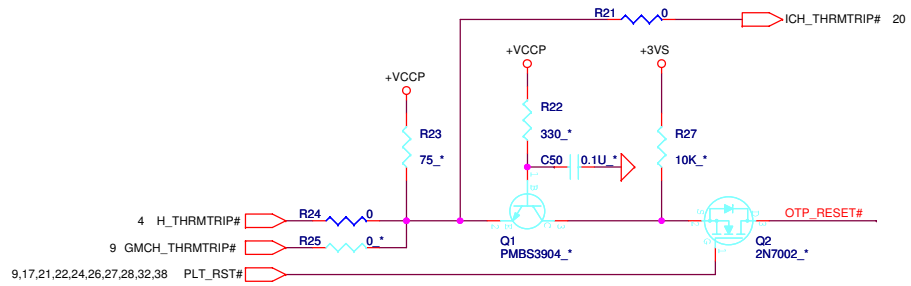 R21 0 ICH_THRMTRIP# 20
+VCCP +3VS
+VCCP
R22
330_*
R23
75_*
R27
10K_*
C50 0.1U_*
4 H_THRMTRIP# R24 0
OTP_RESET#
9 GMCH_THRMTRIP# R25 0_*
Q1
PMBS3904_*
Q2
2N7002_*
9,17,21,22,24,26,27,28,32,38 PLT_RST#